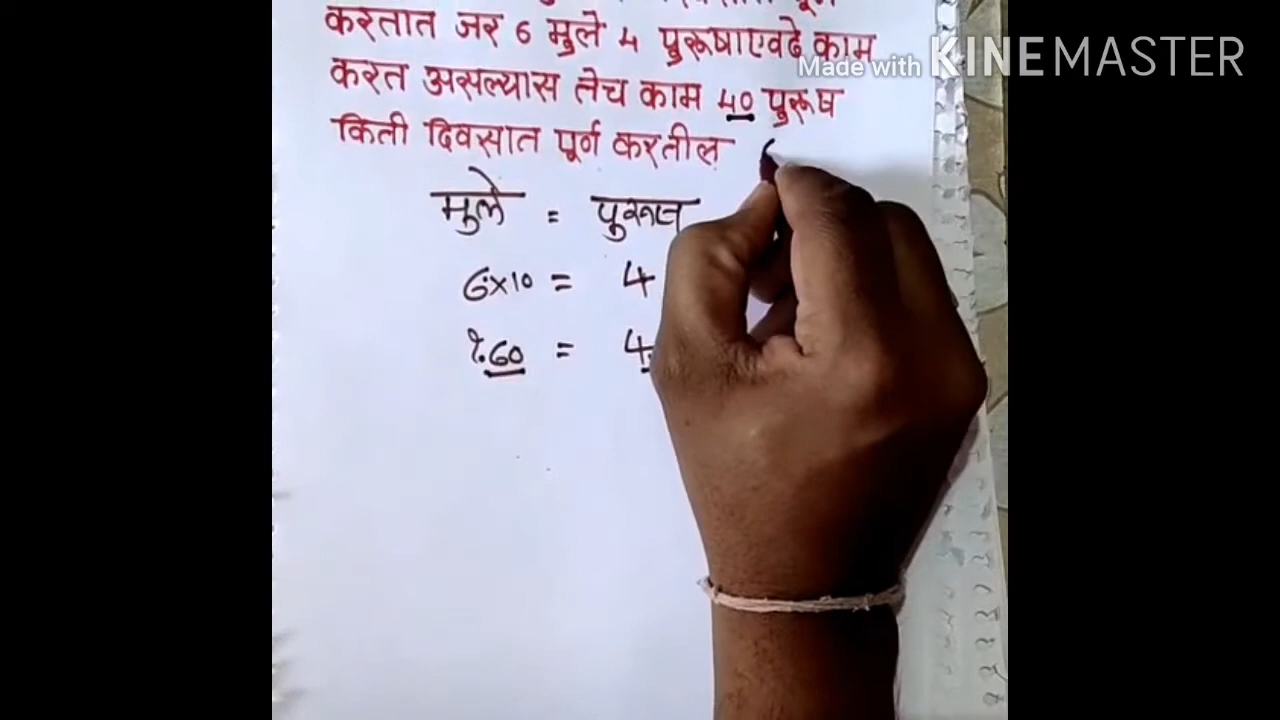 करतात जर 6 मुले 4 पुरूषाएवढे काम
Made with KINEMASTER
करत असल्यास तेच काम 40 पुरूष
किती दिवसात पूर्ण करतील
मुले = पुरूष
6×10 = 4
60 = 4